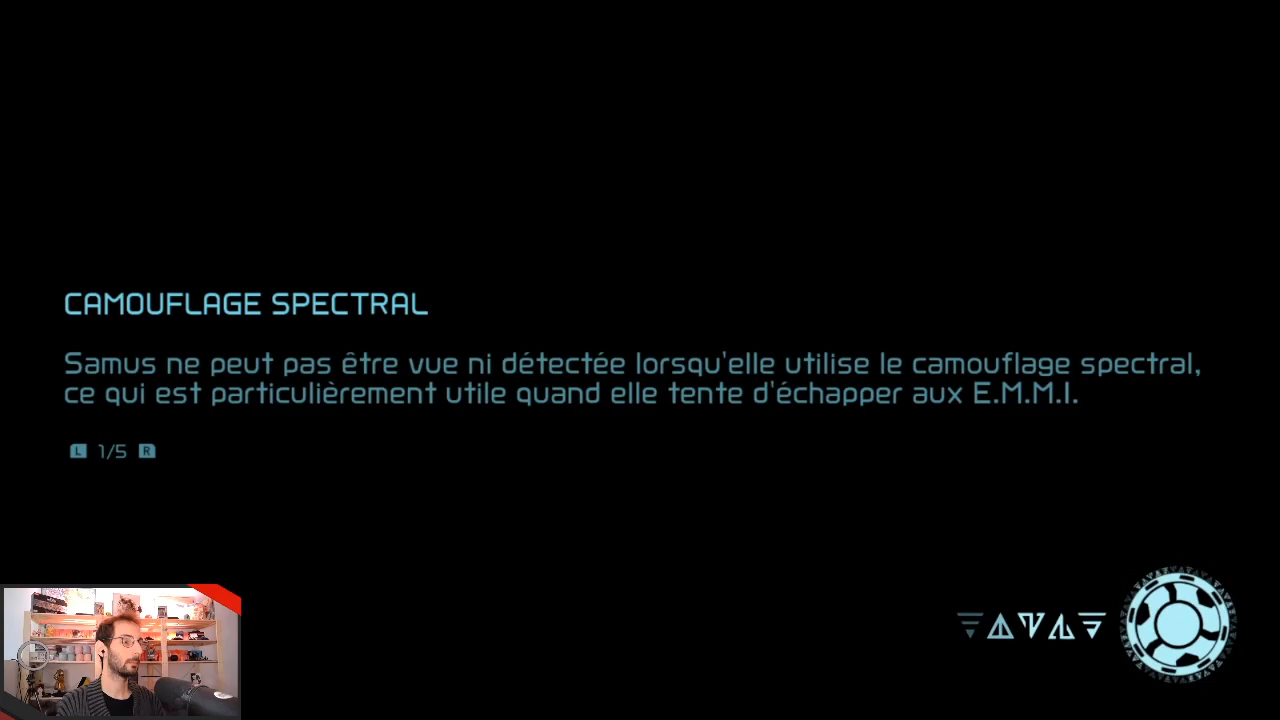 CAMOUFLAGE SPECTRAL
Samus ne peut pas être vue ni détectée lorsqu'elle utilise le camouflage spectral,
ce qui est particulièrement utile quand elle tente d'échapper aux E.M.M.I.
L 1/5 R